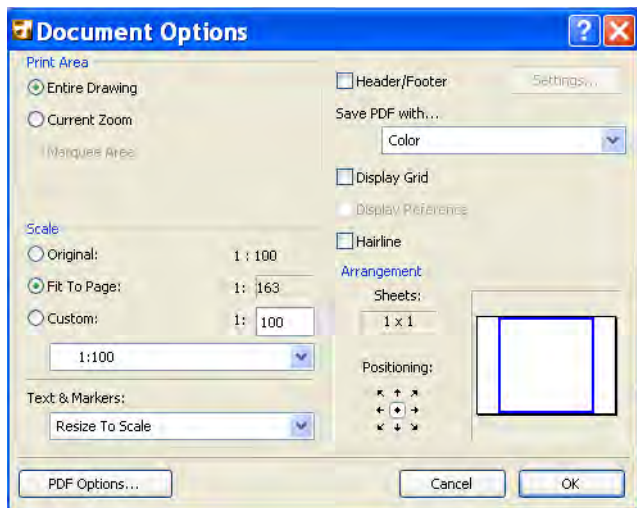 Document Options
Print Area
Entire Drawing
Current Zoom
Marquee Area
Scale
Original: 1 : 100
Fit To Page: 1: 163
Custom: 1: 100
1:100
Text & Markers:
Resize To Scale
Header/Footer Settings...
Save PDF with...
Color
Display Grid
Display Reference
Hairline
Arrangement
Sheets:
1 x 1
Positioning:
PDF Options... Cancel OK